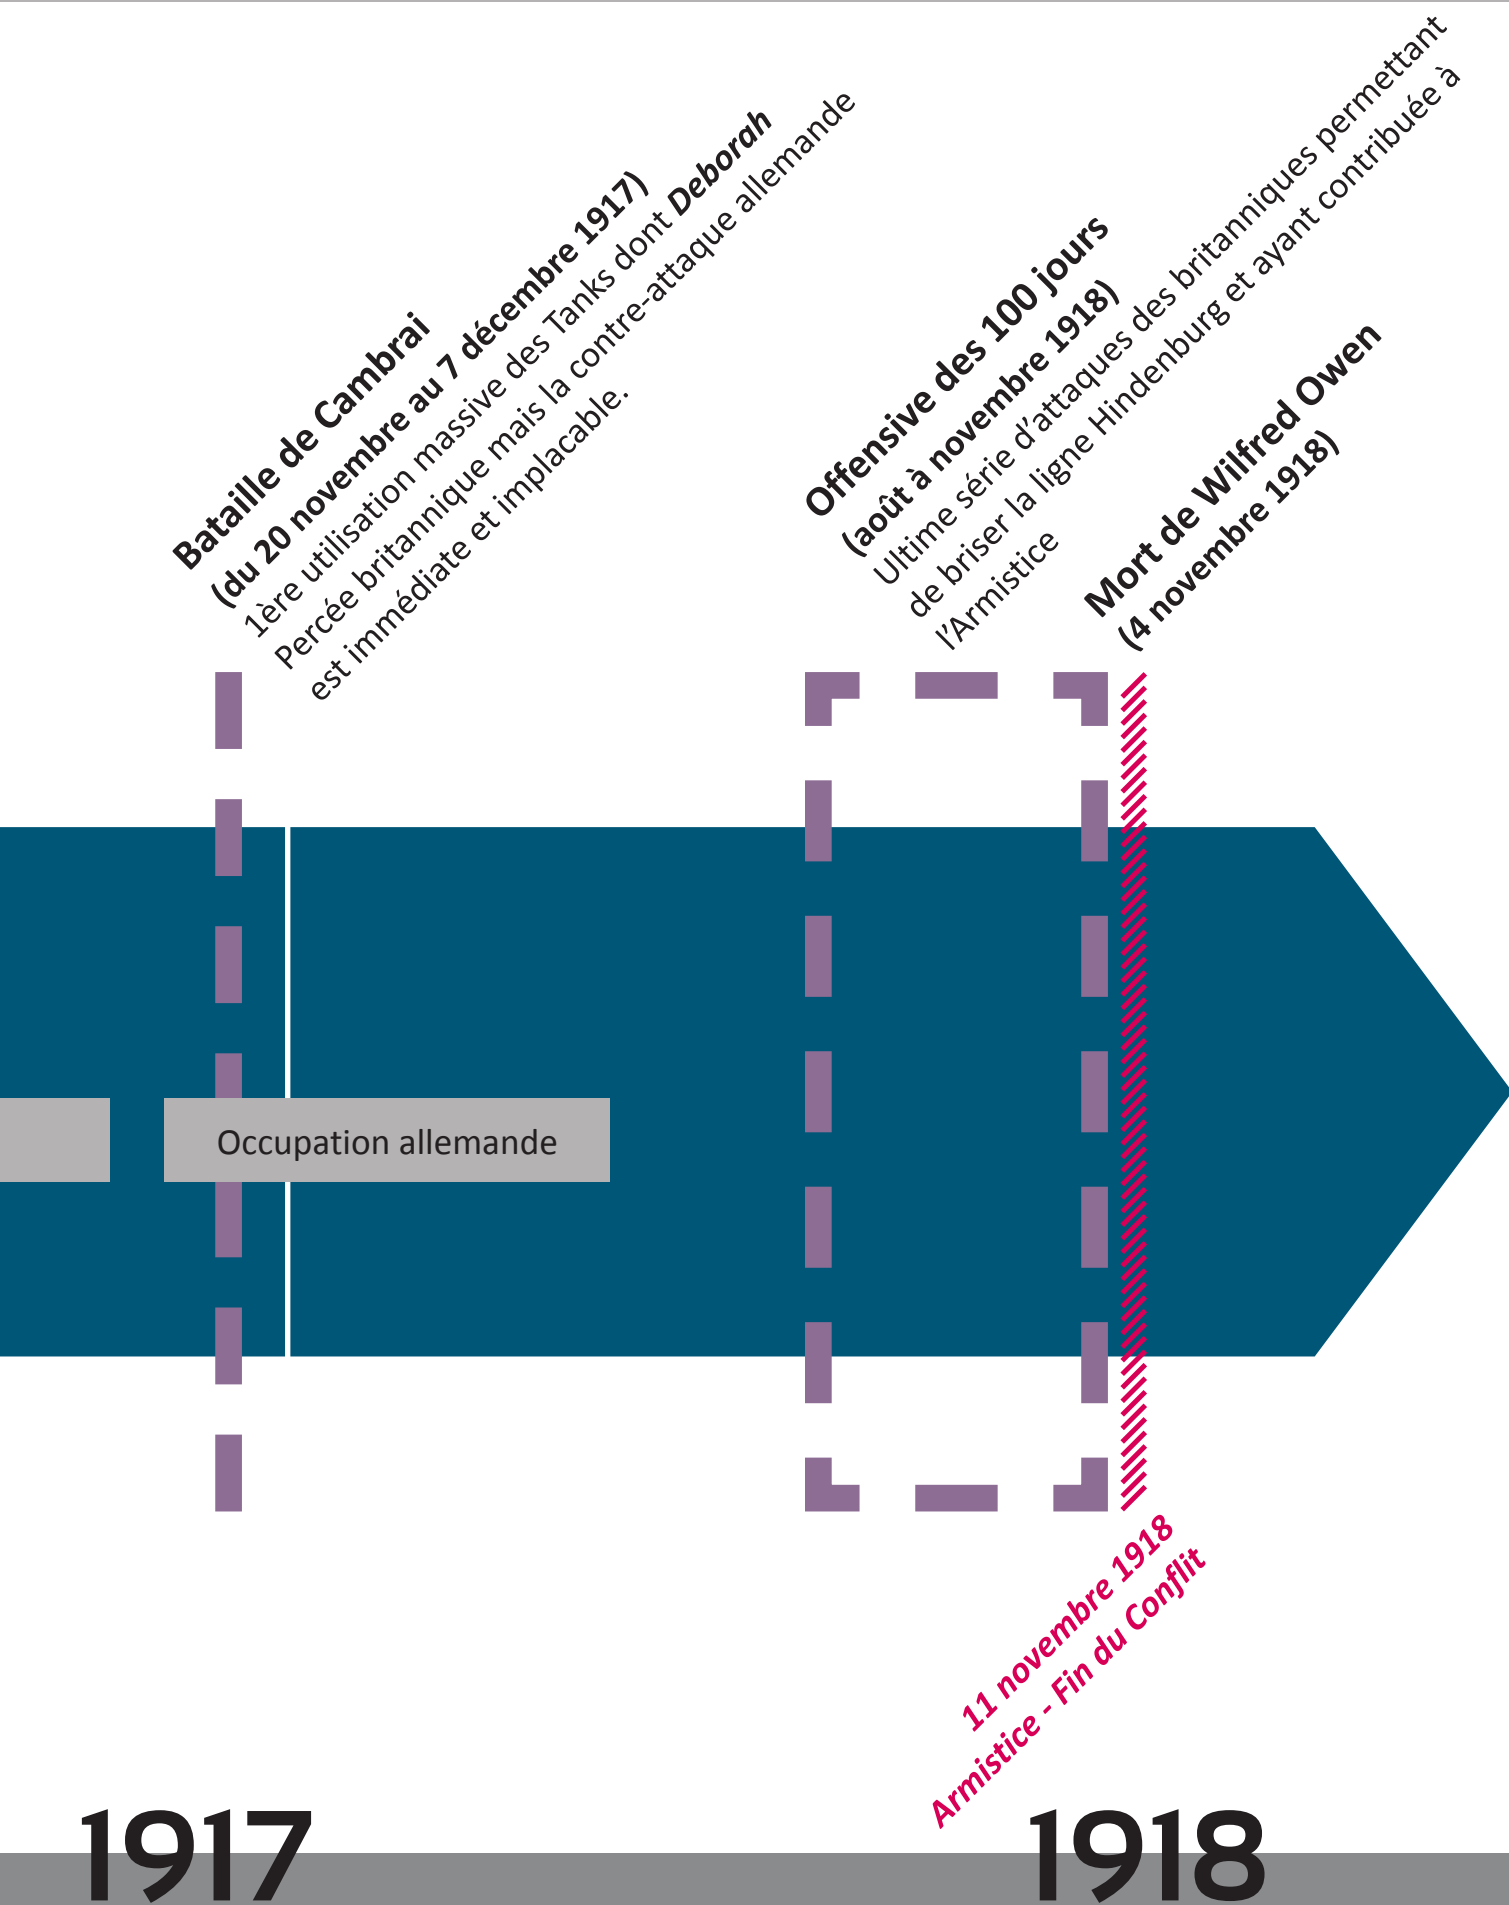 Bataille de Cambrai
(du 20 novembre au 7 décembre 1917)
1ère utilisation massive des Tanks dont Deborah
Percée britannique mais la contre-attaque allemande
est immédiate et implacable.
Offensive des 100 jours
(août à novembre 1918)
Ultime série d’attaques des britanniques permettant
de briser la ligne Hindenburg et ayant contribuée à
l’Armistice
Mort de Wilfred Owen
(4 novembre 1918)
Occupation allemande
11 novembre 1918
Armistice - Fin du Conflit
1917
1918